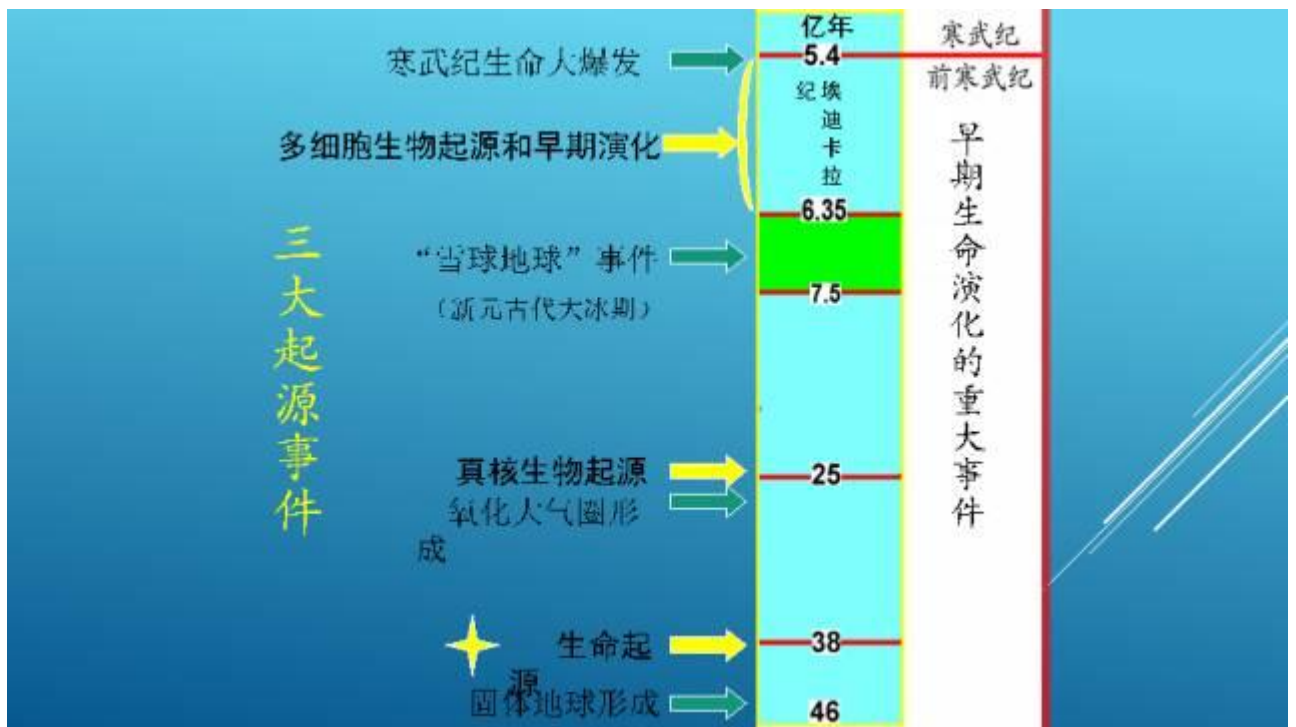 亿年
寒武纪
寒武纪生命大爆发
5.4
前寒武纪
埃迪卡拉纪
多细胞生物起源和早期演化
早期生命演化的重大事件
6.35
三大起源事件
“雪球地球”事件
（新元古代大冰期）
7.5
真核生物起源
25
氧化大气圈形
成
生命起
源
38
固体地球形成
46